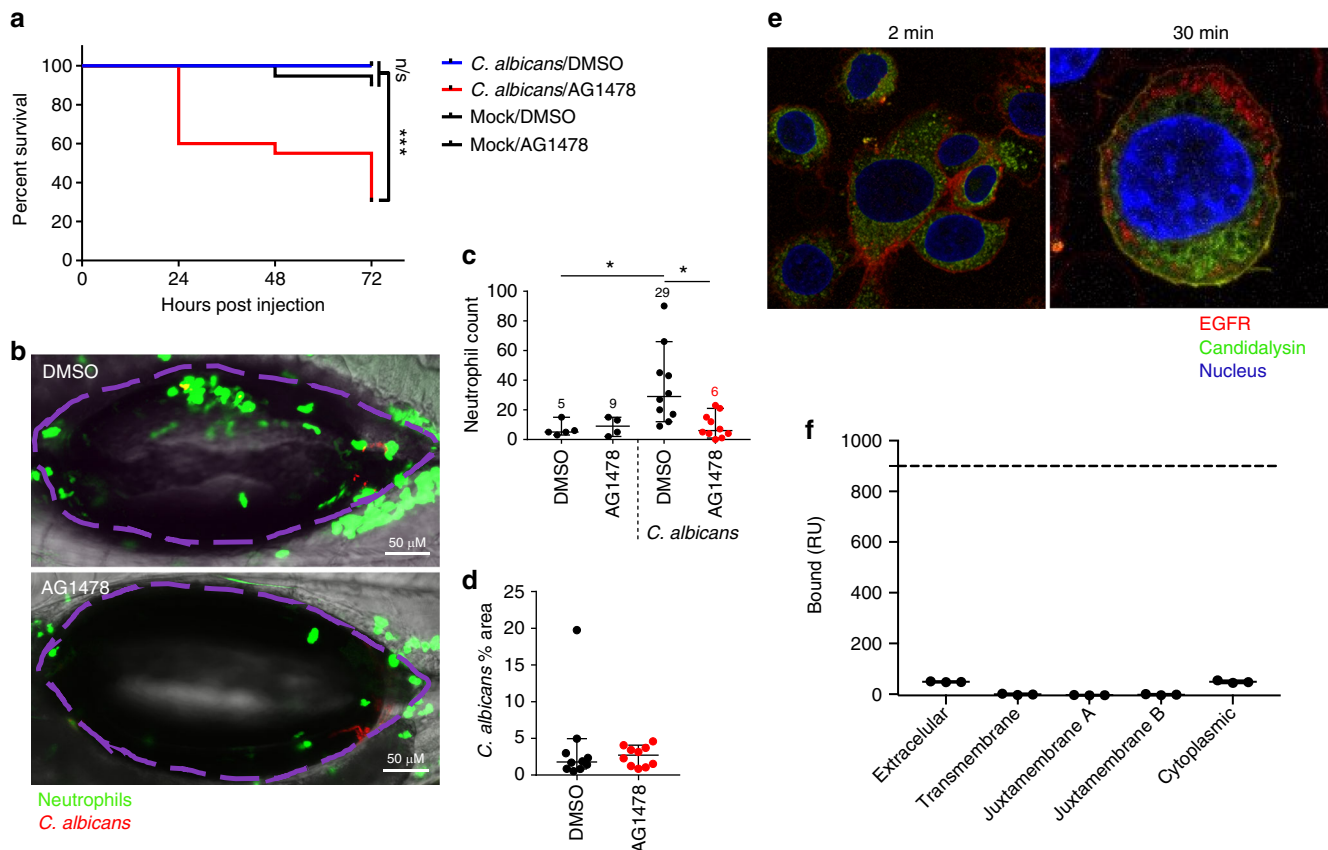 a
Percent survival
100
80
60
40
20
0
0
24
48
72
Hours post injection
n/s
***
C. albicans/DMSO
C. albicans/AG1478
Mock/DMSO
Mock/AG1478
b
DMSO
50 µM
AG1478
50 µM
Neutrophils
C. albicans
c
Neutrophil count
100
80
60
40
20
0
*
*
5
9
29
6
DMSO
AG1478
DMSO
AG1478
C. albicans
d
C. albicans % area
25
20
15
10
5
0
DMSO
AG1478
e
2 min
30 min
EGFR
Candidalysin
Nucleus
f
Bound (RU)
1000
800
600
400
200
0
Extracelular
Transmembrane
Juxtamembrane A
Juxtamembrane B
Cytoplasmic